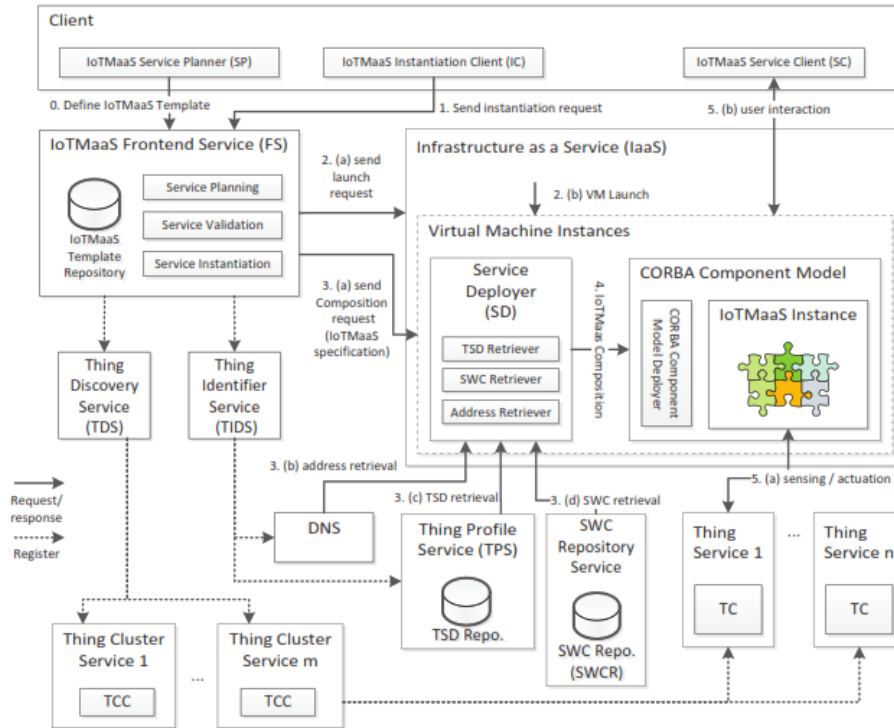 Client
IoTMaaS Service Planner (SP)
IoTMaaS Instantiation Client (IC)
IoTMaaS Service Client (SC)
0. Define IoTMaaS Template
1. Send instantiation request
5. (b) user interaction
IoTMaaS Frontend Service (FS)
IoTMaaS
Template
Repository
Service Planning
Service Validation
Service Instantiation
2. (a) send
launch
request
3. (a) send
Composition
request
(IoTMaaS
specification)
Infrastructure as a Service (IaaS)
2. (b) VM Launch
Virtual Machine Instances
Service
Deployer
(SD)
TSD Retriever
SWC Retriever
Address Retriever
4. IoTMaas Composition
CORBA Component Model
CORBA Component
Model Deployer
IoTMaaS Instance
Thing
Discovery
Service
(TDS)
Thing
Identifier
Service
(TIDS)
3. (b) address retrieval
3. (c) TSD retrieval
3. (d) SWC retrieval
5. (a) sensing / actuation
Request/
response
Register
DNS
Thing Profile
Service (TPS)
TSD Repo.
SWC
Repository
Service
SWC Repo.
(SWCR)
Thing
Service 1
TC
...
Thing
Service n
TC
Thing Cluster
Service 1
TCC
...
Thing Cluster
Service m
TCC